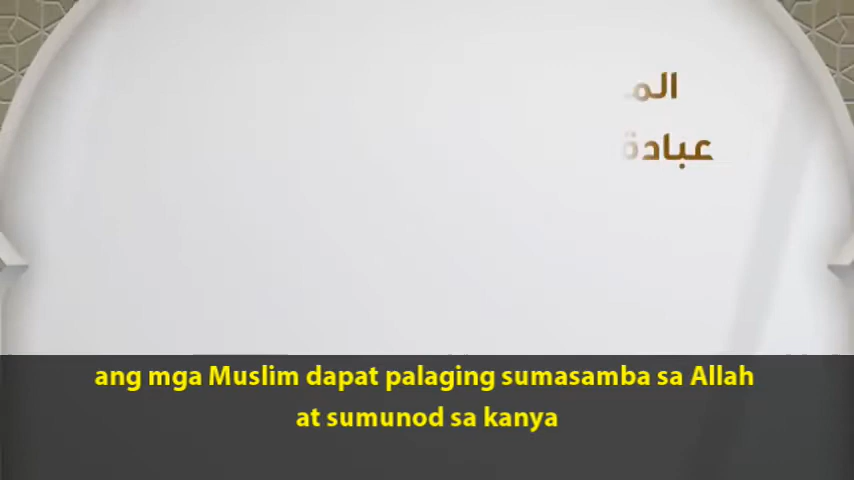 عبادة
ang mga Muslim dapat palaging sumasamba sa Allah
at sumunod sa kanya